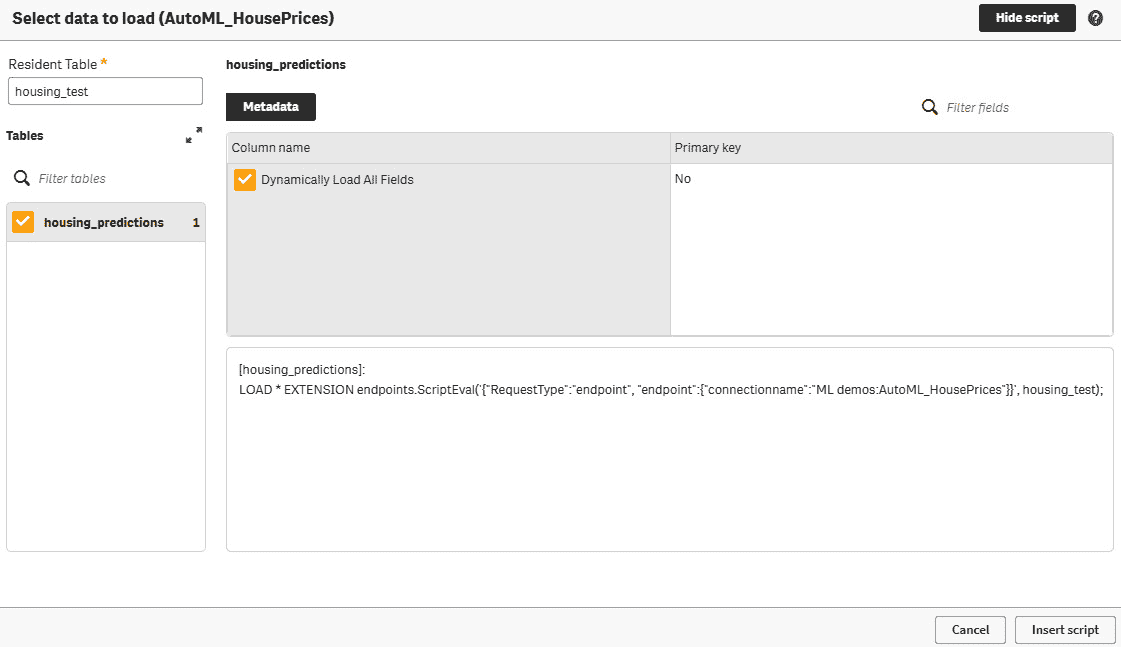 Select data to load (AutoML_HousePrices)
Hide script
Resident Table *
housing_test
Tables
Filter tables
housing_predictions 1
housing_predictions
Metadata
Filter fields
Column name Primary key
Dynamically Load All Fields No
[housing_predictions]:
LOAD * EXTENSION endpoints.ScriptEval('{"RequestType":"endpoint", "endpoint":{"connectionname":"ML demos:AutoML_HousePrices"}}', housing_test);
Cancel
Insert script